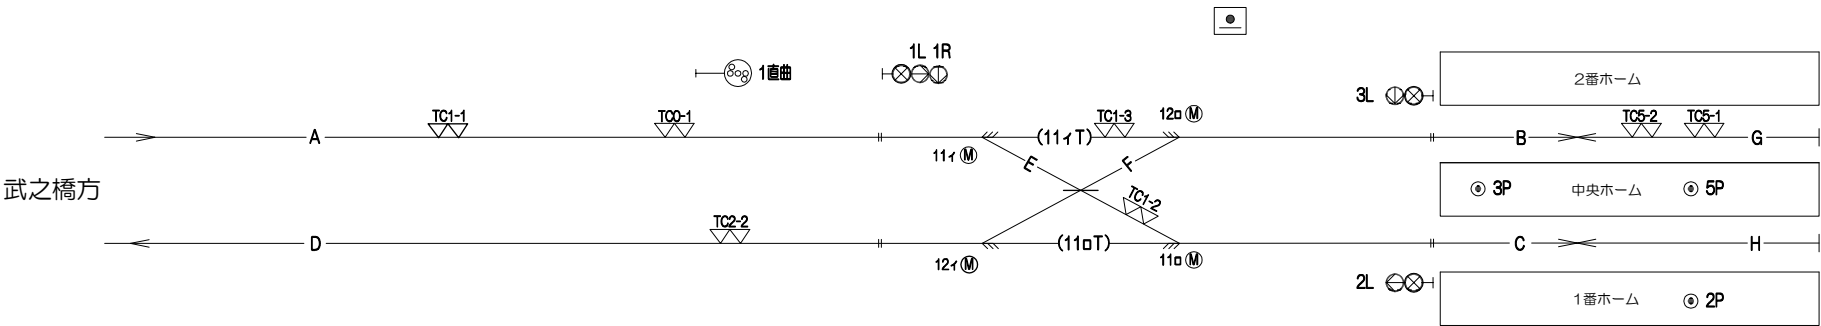 1L 1R
1直曲
2番ホーム
3L
TC1-1
TC0-1
TC1-3
12ロ Ⓜ
TC5-2
TC5-1
A
(11イT)
B
G
11イ Ⓜ
E
F
武之橋方
3P
中央ホーム
5P
TC1-2
TC2-2
D
(11ロT)
C
H
12イ Ⓜ
11ロ Ⓜ
2L
1番ホーム
2P